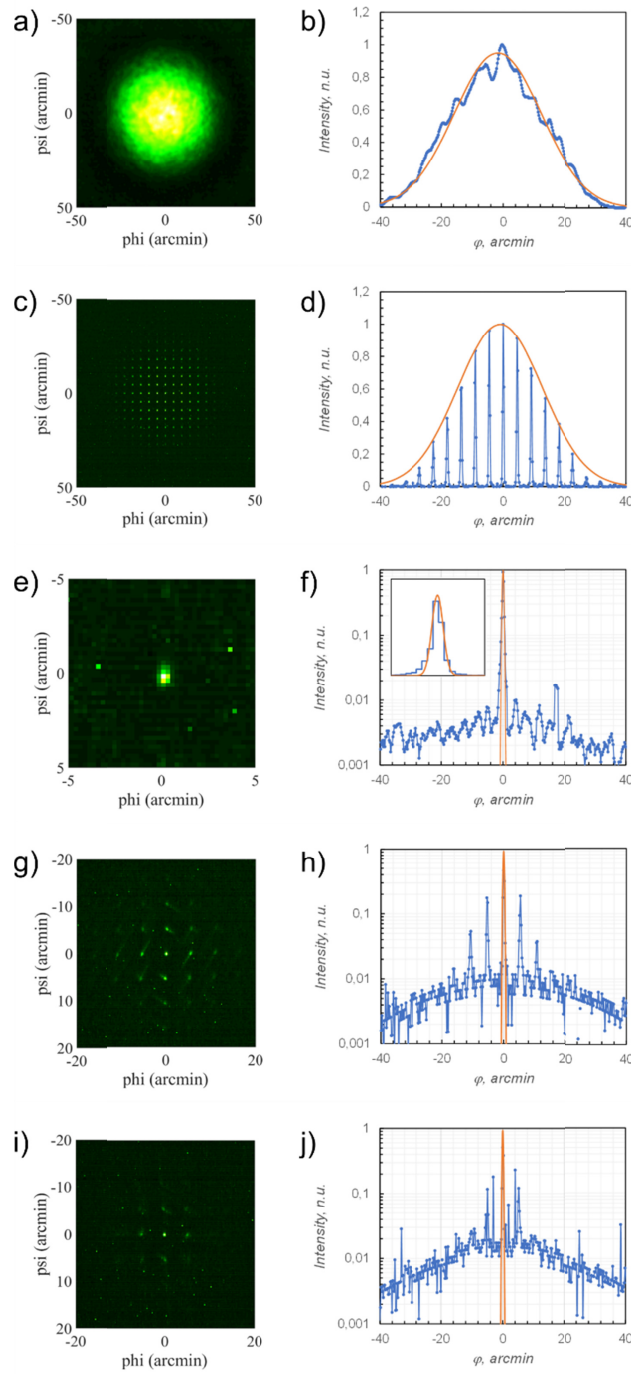 a)
-50
psi (arcmin)
0
50
-50 0 50
phi (arcmin)
b)
1,2
1
0,8
0,6
0,4
0,2
0
Intensity, n.u.
-40 -20 0 20 40
φ, arcmin
c)
-50
psi (arcmin)
0
50
-50 0 50
phi (arcmin)
d)
1,2
1
0,8
0,6
0,4
0,2
0
Intensity, n.u.
-40 -20 0 20 40
φ, arcmin
e)
-5
psi (arcmin)
0
5
-5 0 5
phi (arcmin)
f)
1
0,1
0,01
0,001
Intensity, n.u.
-40 -20 0 20 40
φ, arcmin
g)
-20
-10
psi (arcmin)
0
10
20
-20 0 20
phi (arcmin)
h)
1
0,1
0,01
0,001
Intensity, n.u.
-40 -20 0 20 40
φ, arcmin
i)
-20
-10
psi (arcmin)
0
10
20
-20 0 20
phi (arcmin)
j)
1
0,1
0,01
0,001
Intensity, n.u.
-40 -20 0 20 40
φ, arcmin